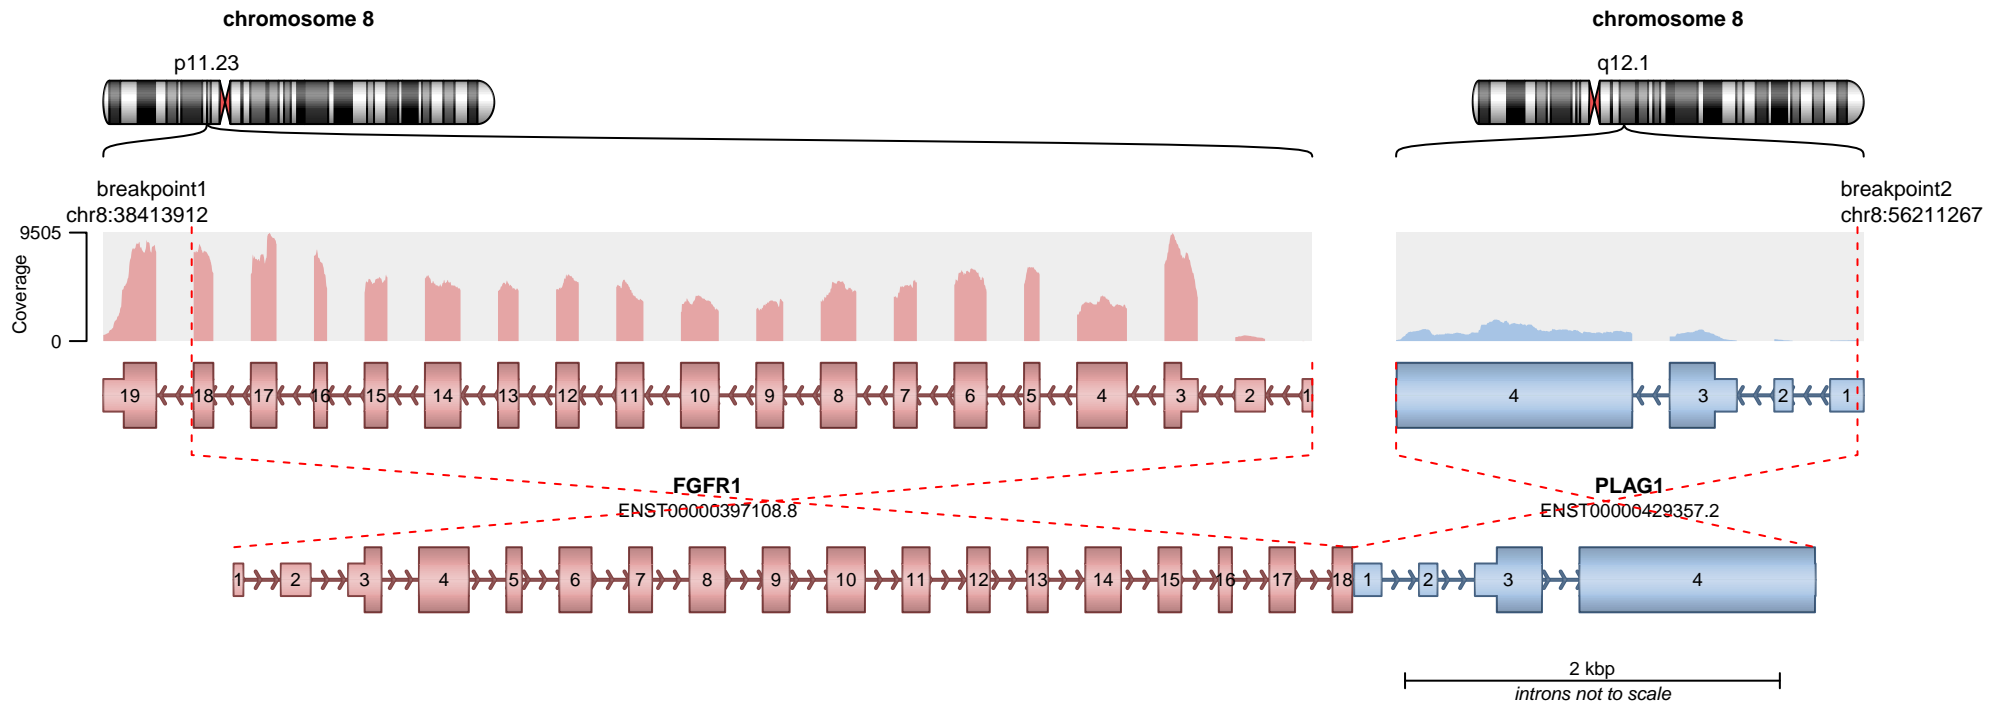 chromosome 8
chromosome 8
p11.23
q12.1
breakpoint1
chr8:38413912
breakpoint2
chr8:56211267
9505
Coverage
0
19 18 17 16 15 14 13 12 11 10 9 8 7 6 5 4 3 2 1
4 3 2 1
FGFR1
ENST00000397108.8
PLAG1
ENST00000429357.2
1 2 3 4 5 6 7 8 9 10 11 12 13 14 15 16 17 18 1 2 3 4
2 kbp
introns not to scale